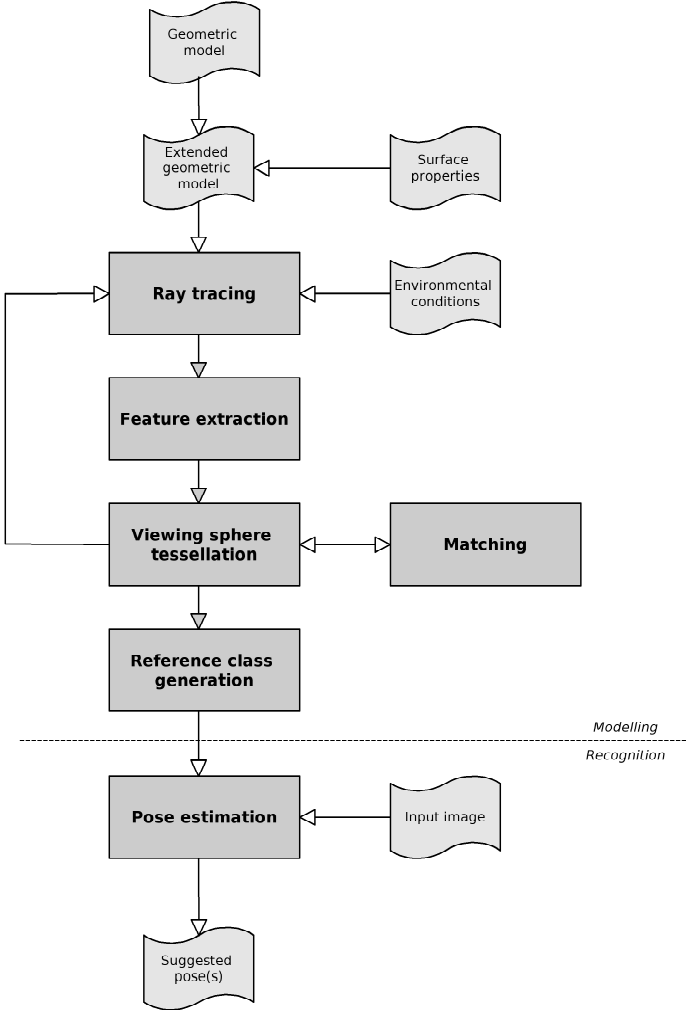 Geometric
model
Extended
geometric
model
Surface
properties
Ray tracing
Environmental
conditions
Feature extraction
Viewing sphere
tessellation
Matching
Reference class
generation
Modelling
Recognition
Pose estimation
Input image
Suggested
pose(s)